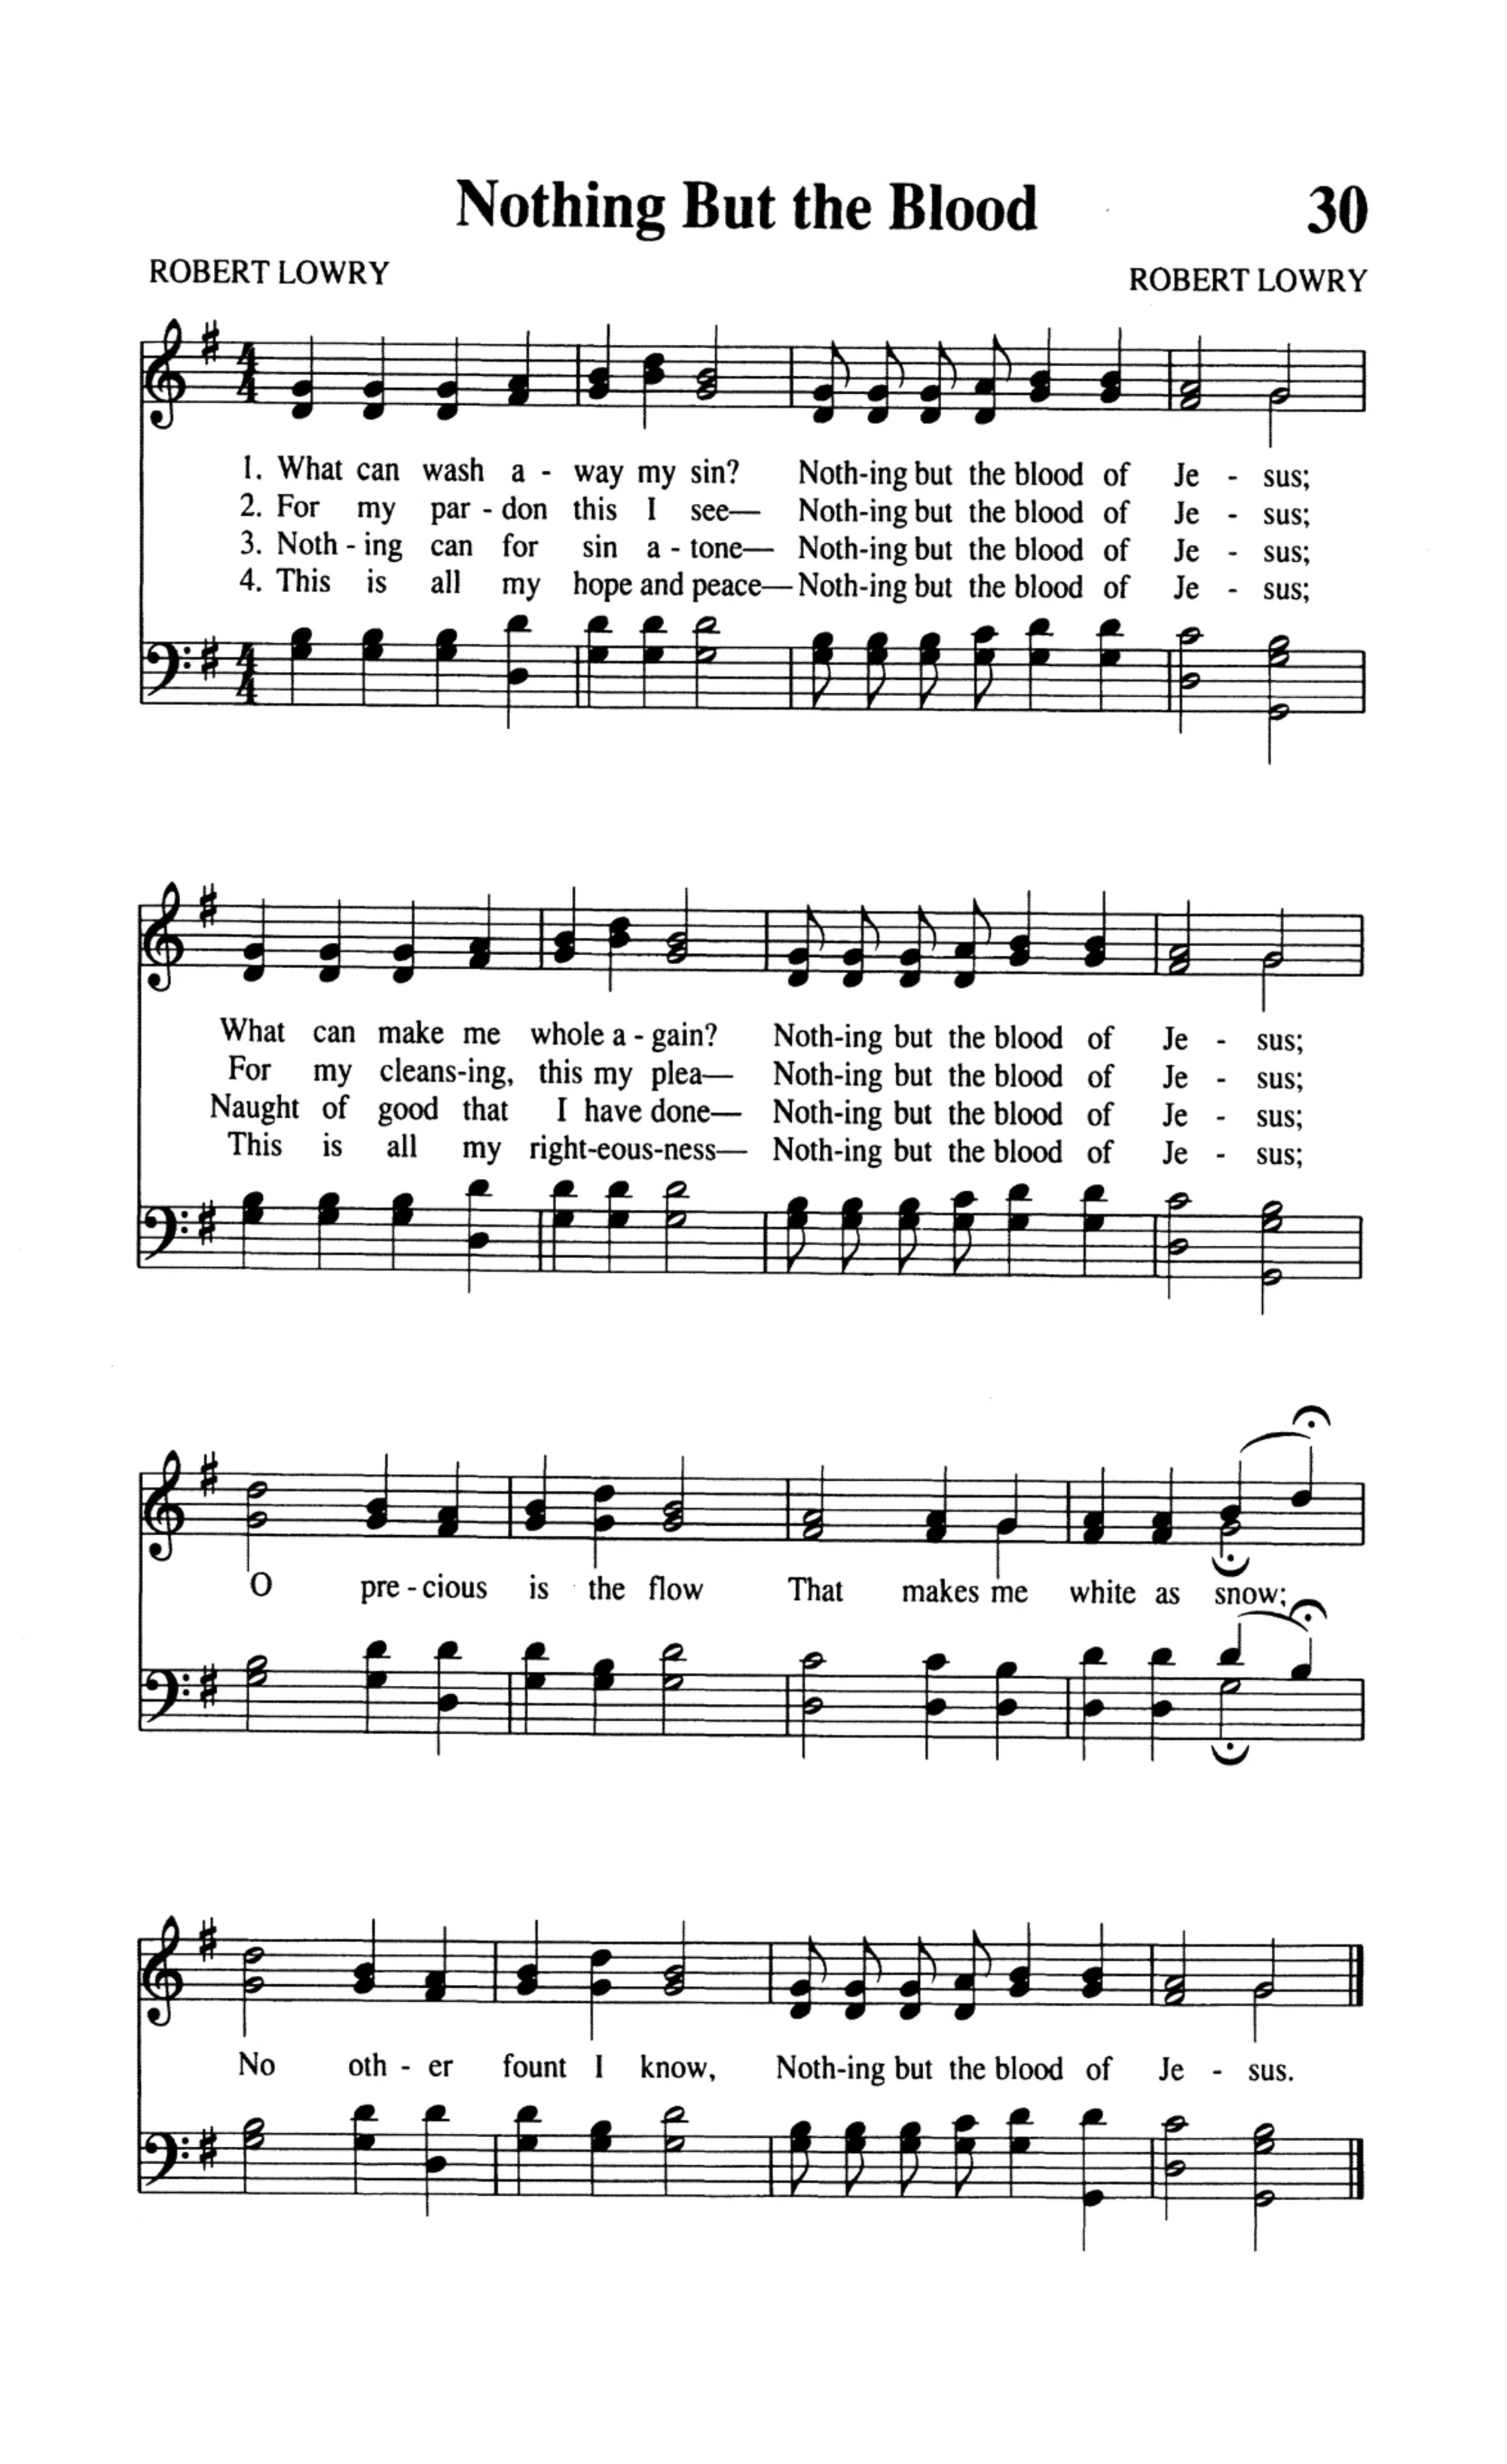 Nothing But the Blood 30
ROBERT LOWRY ROBERT LOWRY
4
4
1. What can wash a - way my sin? Noth-ing but the blood of Je - sus;
2. For my par - don this I see— Noth-ing but the blood of Je - sus;
3. Noth - ing can for sin a - tone— Noth-ing but the blood of Je - sus;
4. This is all my hope and peace—Noth-ing but the blood of Je - sus;
4
4
What can make me whole a - gain? Noth-ing but the blood of Je - sus;
For my cleans-ing, this my plea— Noth-ing but the blood of Je - sus;
Naught of good that I have done— Noth-ing but the blood of Je - sus;
This is all my right-eous-ness— Noth-ing but the blood of Je - sus;
O pre - cious is the flow That makes me white as snow;
No oth - er fount I know, Noth-ing but the blood of Je - sus.